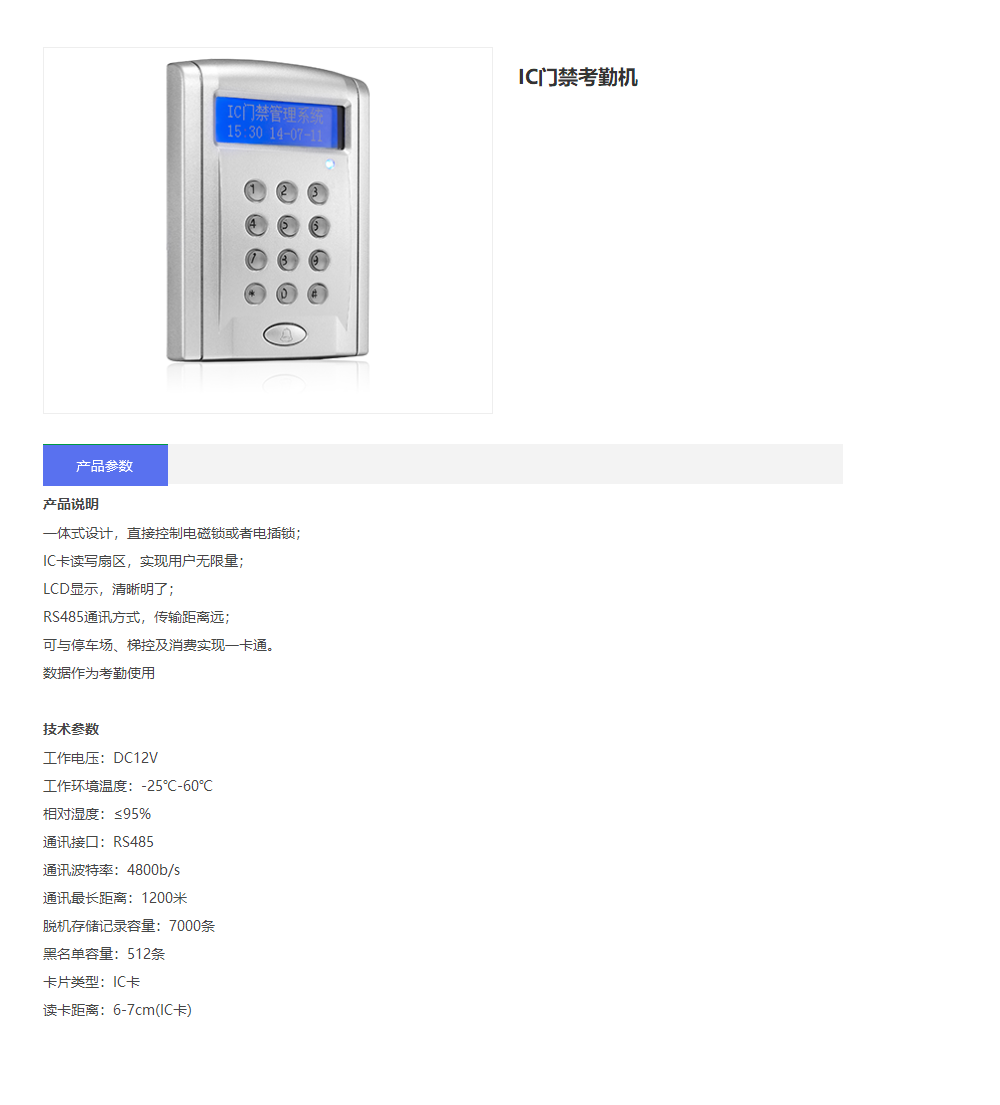 IC门禁考勤机
IC门禁管理系统
15:30 14-07-11
1 2 3
4 5 6
7 8 9
* 0 #
产品参数
产品说明
一体式设计，直接控制电磁锁或者电插锁；
IC卡读写扇区，实现用户无限量；
LCD显示，清晰明了；
RS485通讯方式，传输距离远；
可与停车场、梯控及消费实现一卡通。
数据作为考勤使用
技术参数
工作电压：DC12V
工作环境温度：-25℃-60℃
相对湿度：≤95%
通讯接口：RS485
通讯波特率：4800b/s
通讯最长距离：1200米
脱机存储记录容量：7000条
黑名单容量：512条
卡片类型：IC卡
读卡距离：6-7cm(IC卡)